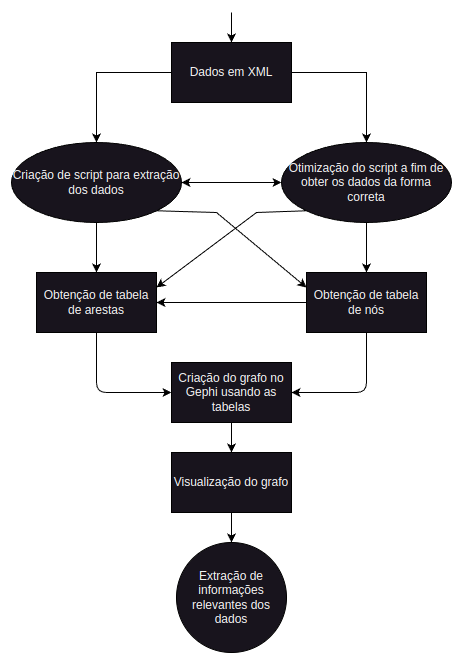 Dados em XML
Criação de script para extração
dos dados
Otimização do script a fim de
obter os dados da forma
correta
Obtenção de tabela
de arestas
Obtenção de tabela
de nós
Criação do grafo no
Gephi usando as
tabelas
Visualização do grafo
Extração de
informações
relevantes dos
dados